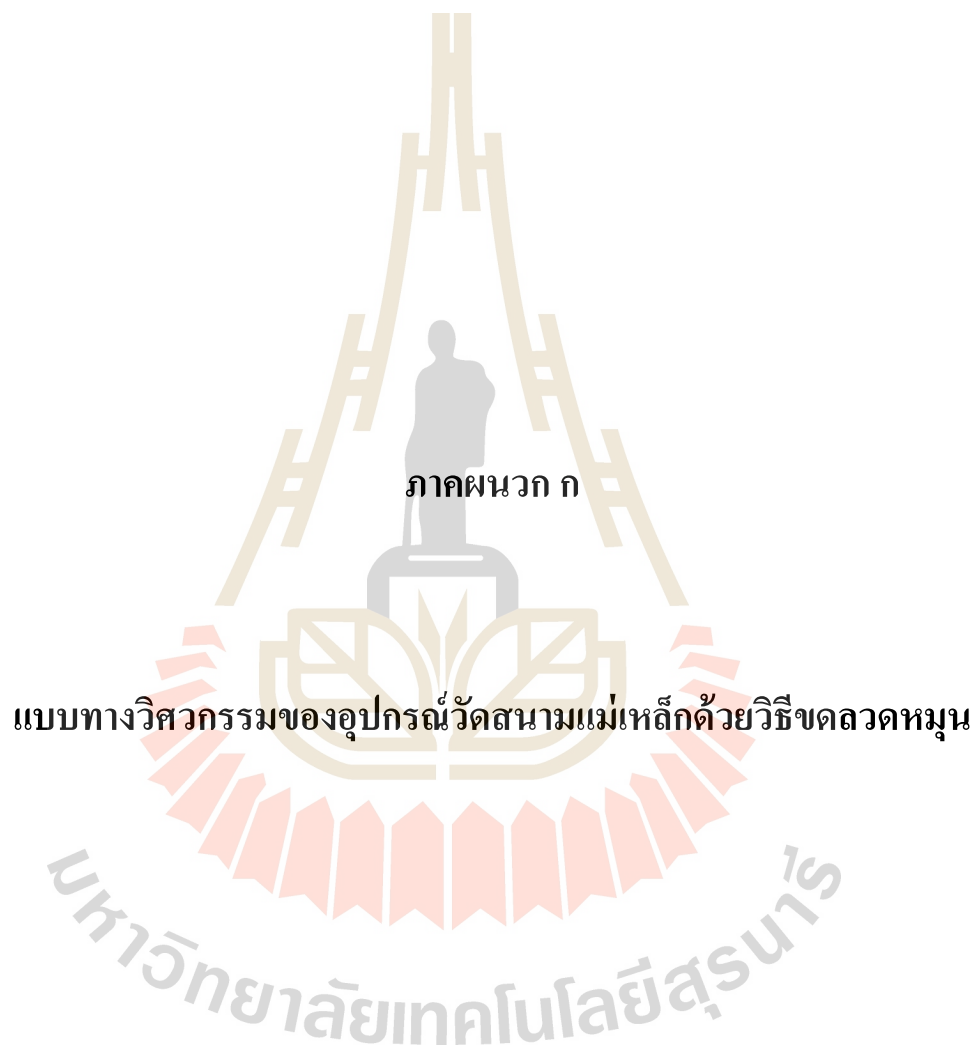 ภาคผนวก ก
แบบทางวิศวกรรมของอุปกรณ์วัดสนามแม่เหล็กด้วยวิธีขดลวดหมุน
มหาวิทยาลัยเทคโนโลยีสุรนารี